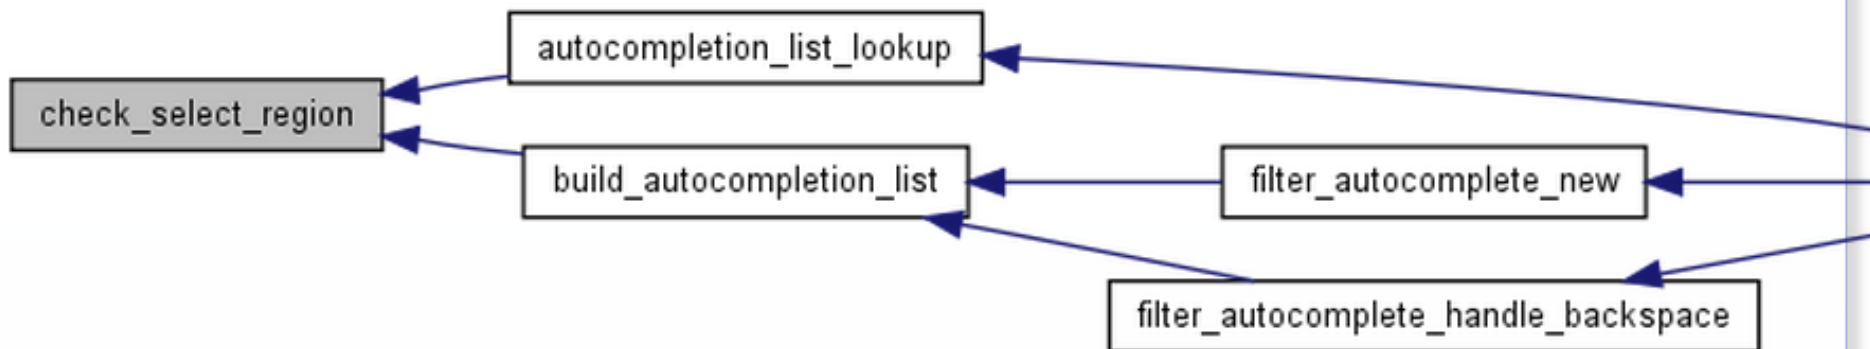 autocompletion_list_lookup
check_select_region
build_autocompletion_list
filter_autocomplete_new
filter_autocomplete_handle_backspace